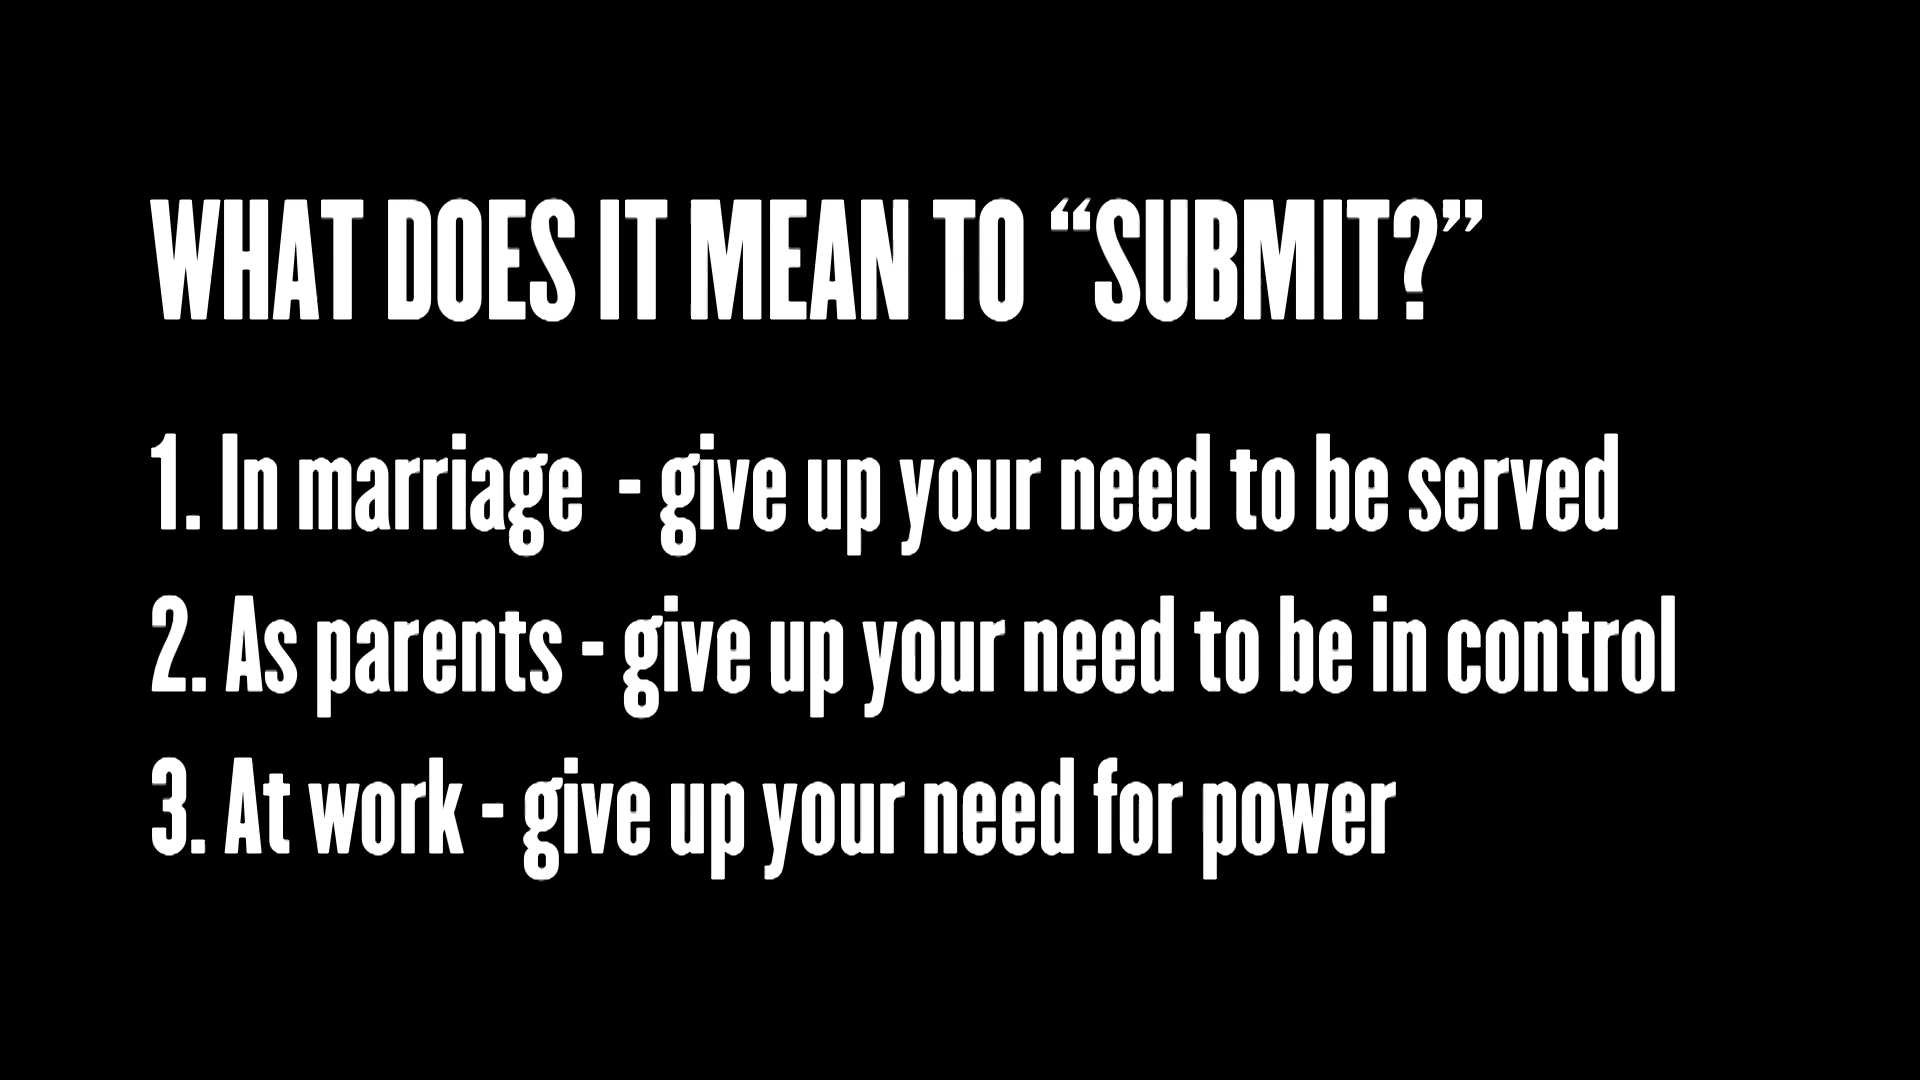 WHAT DOES IT MEAN TO “SUBMIT?”
1. In marriage  - give up your need to be served
2. As parents - give up your need to be in control
3. At work - give up your need for power